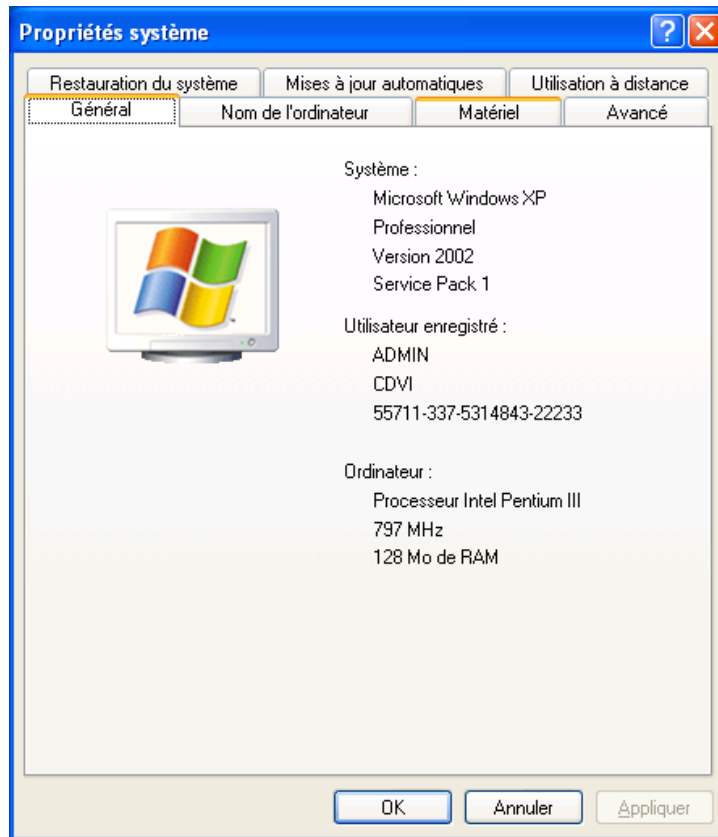 Propriétés système
Restauration du système Mises à jour automatiques Utilisation à distance
Général Nom de l'ordinateur Matériel Avancé
Système :
Microsoft Windows XP
Professionnel
Version 2002
Service Pack 1
Utilisateur enregistré :
ADMIN
CDVI
55711-337-5314843-22233
Ordinateur :
Processeur Intel Pentium III
797 MHz
128 Mo de RAM
OK Annuler Appliquer